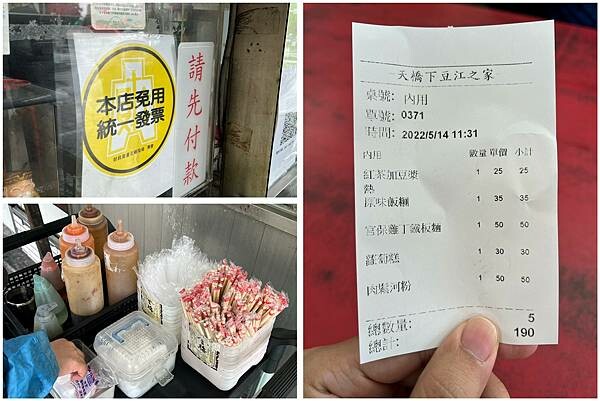 本店免用
統一發票
請先付款
天橋下豆江之家
桌號: 內用
單號: 0371
時間: 2022/5/14 11:31
內用 數量 單價 小計
紅茶加豆漿 1 25 25
熱
原味飯糰 1 35 35
宮保雞丁鐵板麵 1 50 50
蘿蔔糕 1 30 30
肉鬆河粉 1 50 50
總數量: 5
總計: 190